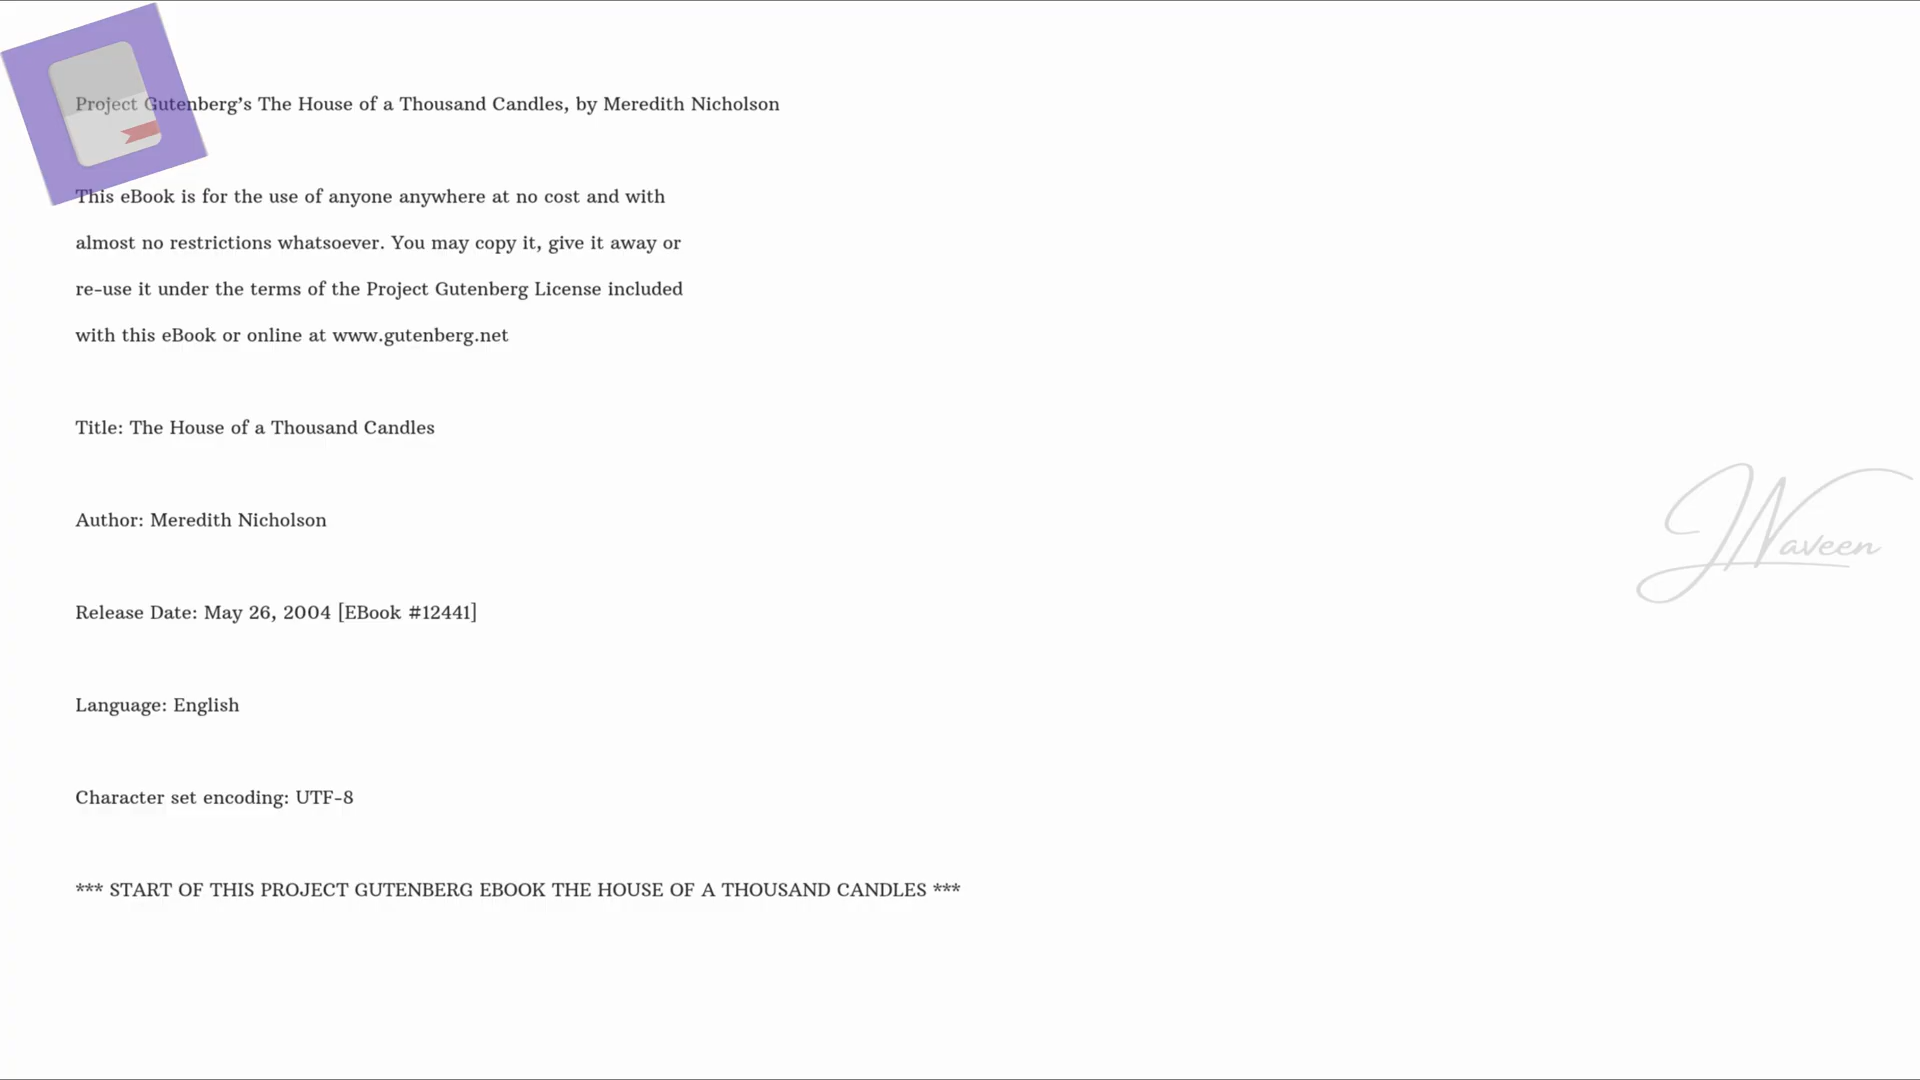 Project Gutenberg’s The House of a Thousand Candles, by Meredith Nicholson
This eBook is for the use of anyone anywhere at no cost and with
almost no restrictions whatsoever. You may copy it, give it away or
re-use it under the terms of the Project Gutenberg License included
with this eBook or online at www.gutenberg.net
Title: The House of a Thousand Candles
Author: Meredith Nicholson
Release Date: May 26, 2004 [EBook #12441]
Language: English
Character set encoding: UTF-8
*** START OF THIS PROJECT GUTENBERG EBOOK THE HOUSE OF A THOUSAND CANDLES ***
JNaveen